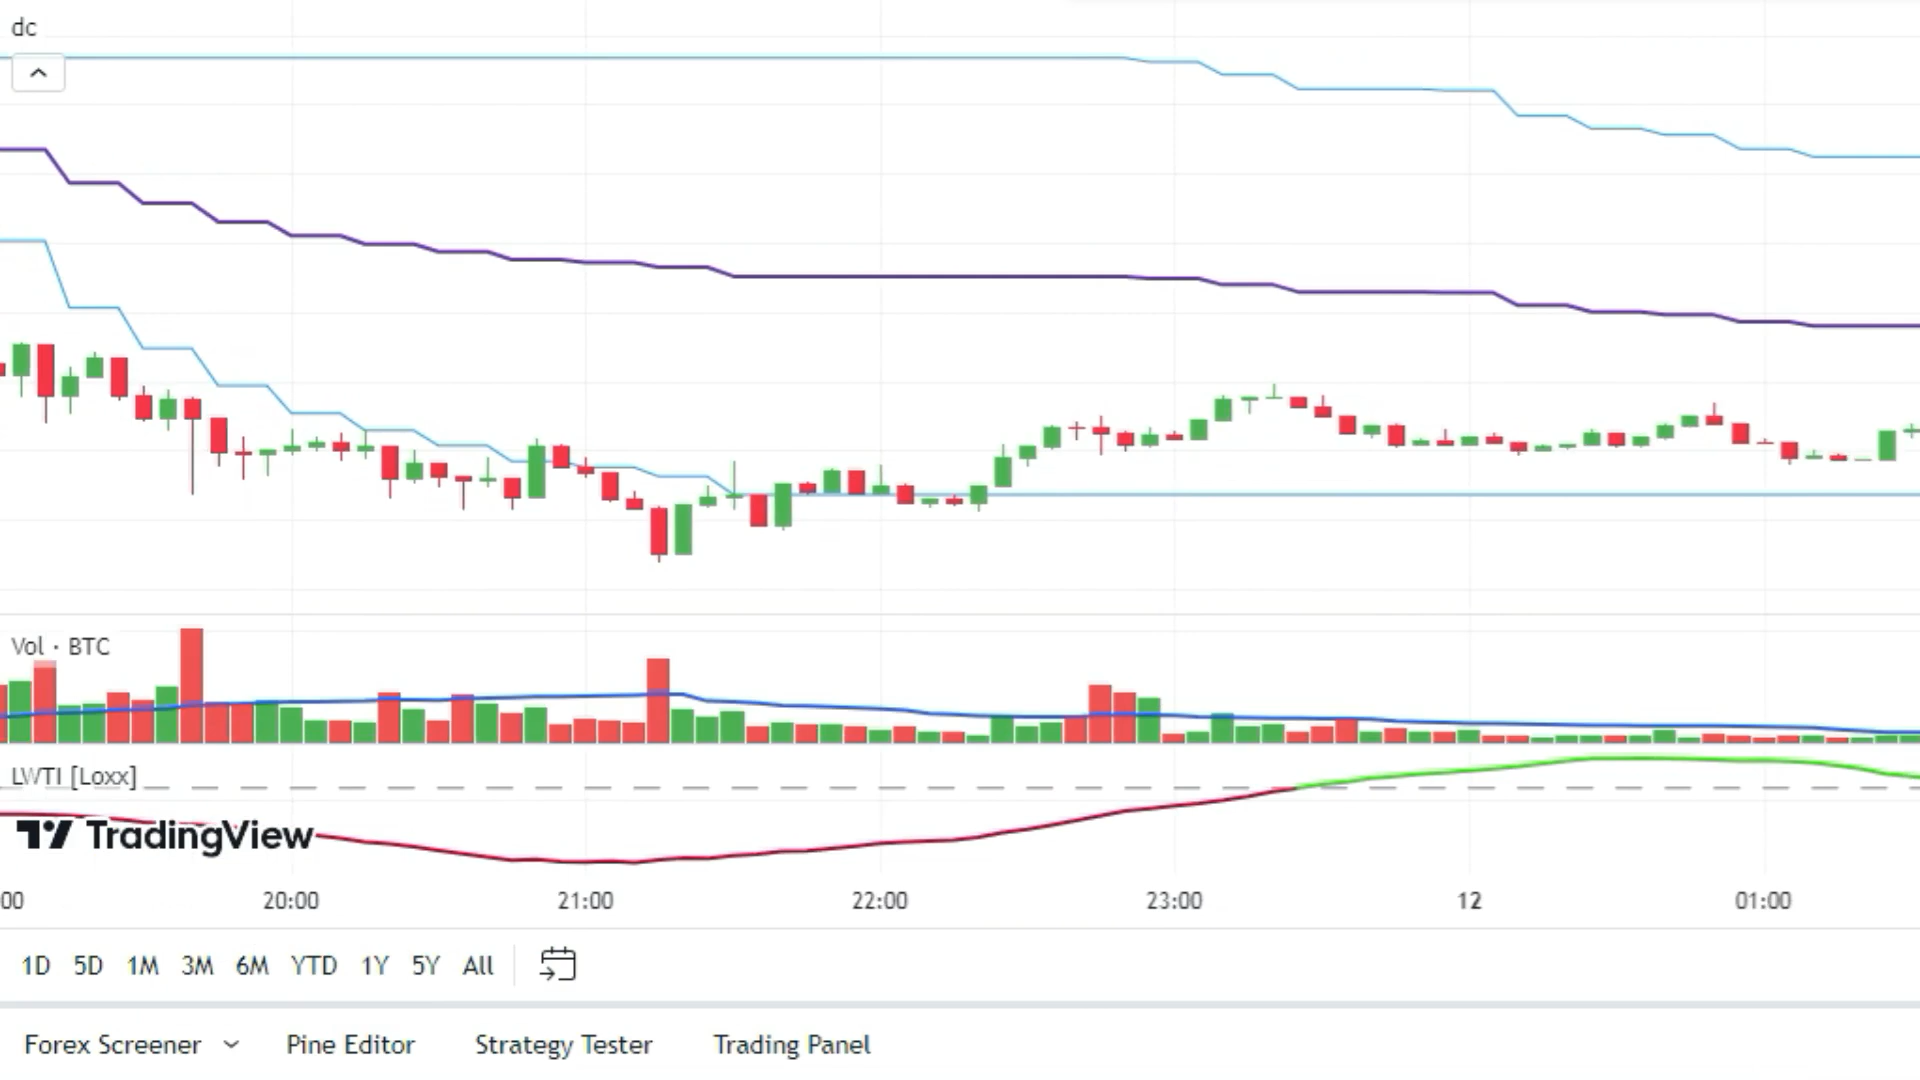 dc
Vol · BTC
LWTI [Loxx]
TradingView
00 20:00 21:00 22:00 23:00 12 01:00
1D 5D 1M 3M 6M YTD 1Y 5Y All
Forex Screener Pine Editor Strategy Tester Trading Panel